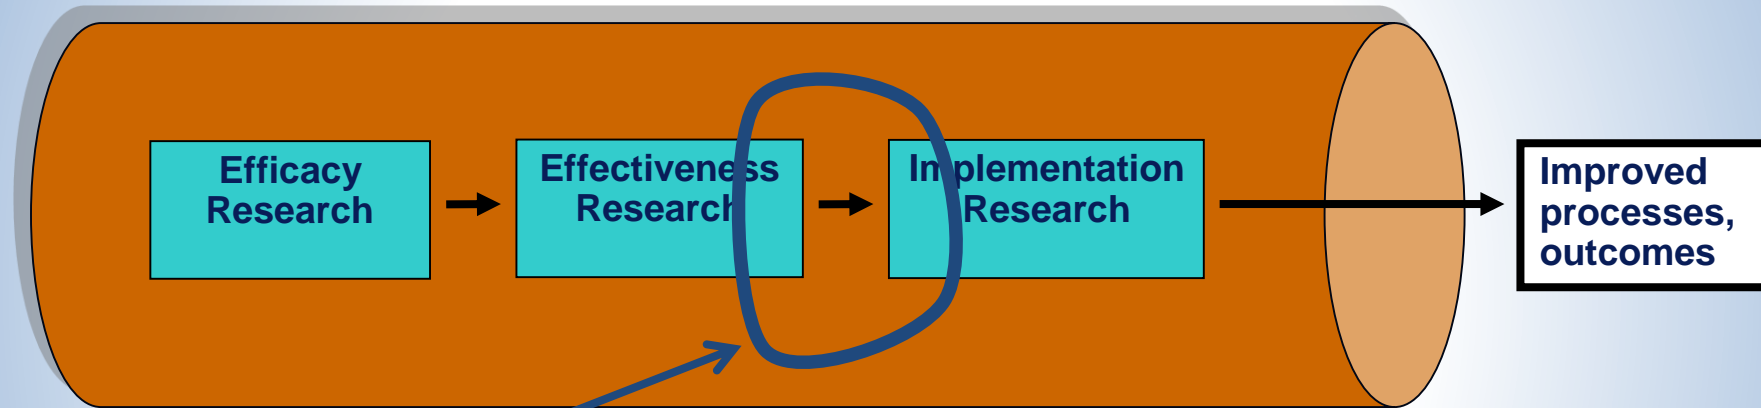 Efficacy
Research
Effectiveness
Research
Implementation
Research
Improved
processes,
outcomes